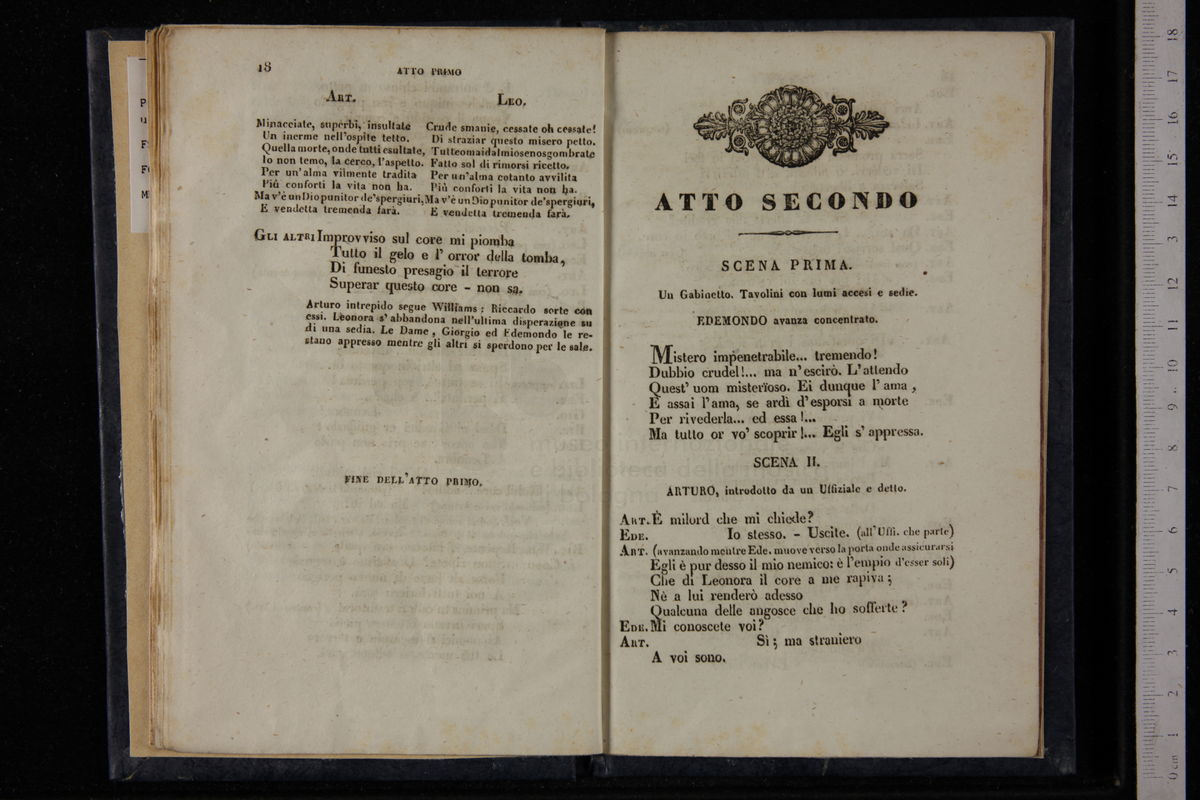 18
ATTO PRIMO
ART.
Minacciate, superbi, insultate
Un inerme nell'ospite tetto.
Quella morte, onde tutti esultate,
Io non temo, la cerco, l'aspetto.
Per un'alma vilmente tradita
Più conforti la vita non ha.
Ma v'è un Dio punitor de'spergiuri,
E vendetta tremenda farà.
LEO.
Crude smanie, cessate oh cessate!
Di straziar questo misero petto.
Tutteomaidalmiosenosgombrate
Fatto sol di rimorsi ricetto.
Per un'alma cotanto avvilita
Più conforti la vita non ha.
Ma v'è un Dio punitor de'spergiuri,
E vendetta tremenda farà.
GLI ALTRI Improvviso sul core mi piomba
Tutto il gelo e l' orror della tomba,
Di funesto presagio il terrore
Superar questo core - non sa.
Arturo intrepido segue Williams ; Riccardo sorte con
essi. Leonora s' abbandona nell'ultima disperazione su
di una sedia. Le Dame , Giorgio ed Edemondo le re-
stano appresso mentre gli altri si sperdono per le sale.
FINE DELL'ATTO PRIMO.
ATTO SECONDO
SCENA PRIMA.
Un Gabinetto. Tavolini con lumi accesi e sedie.
EDEMONDO avanza concentrato.
Mistero impenetrabile... tremendo!
Dubbio crudel!... ma n' escirò. L' attendo
Quest' uom misterïoso. Ei dunque l' ama ,
E assai l'ama, se ardì d'esporsi a morte
Per rivederla... ed essa!...
Ma tutto or vo' scoprir!... Egli s' appressa.
SCENA II.
ARTURO, introdotto da un Uffiziale e detto.
ART. È milord che mi chiede?
EDE. Io stesso. - Uscite. (all' Uffi. che parte)
ART. (avanzando mentre Ede. muove verso la porta onde assicurarsi
Egli è pur desso il mio nemico: è l'empio d'esser soli)
Che di Leonora il core a me rapiva ;
Nè a lui renderò adesso
Qualcuna delle angosce che ho sofferte ?
EDE. Mi conoscete voi?
ART. Sì ; ma straniero
A voi sono.